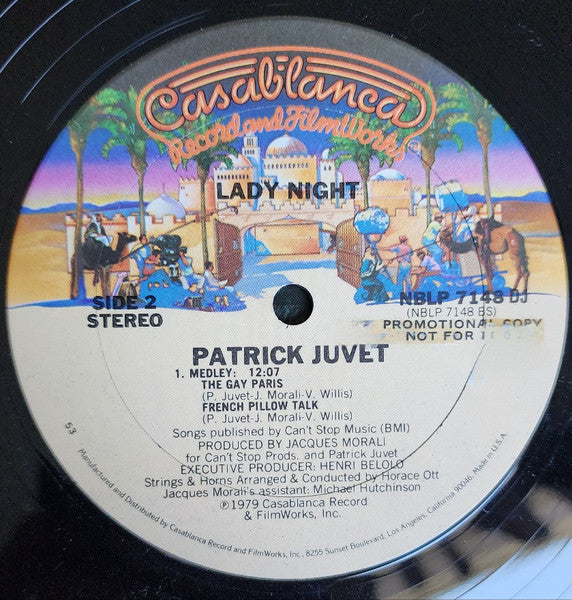 Casablanca
Record and FilmWorks
LADY NIGHT
SIDE 2
STEREO
NBLP 7148 DJ
(NBLP 7148 BS)
PROMOTIONAL COPY
NOT FOR
PATRICK JUVET
1. MEDLEY: 12:07
THE GAY PARIS
(P. Juvet-J. Morali-V. Willis)
FRENCH PILLOW TALK
(P. Juvet-J. Morali-V. Willis)
Songs published by Can't Stop Music (BMI)
PRODUCED BY JACQUES MORALI
for Can't Stop Prods. and Patrick Juvet
EXECUTIVE PRODUCER: HENRI BELOLO
Strings & Horns Arranged & Conducted by Horace Ott
Jacques Morali's assistant: Michael Hutchinson
℗1979 Casablanca Record
& FilmWorks, Inc.
53
Manufactured and Distributed by Casablanca Record and FilmWorks, Inc., 8255 Sunset Boulevard, Los Angeles, California 90046. Made in U.S.A.